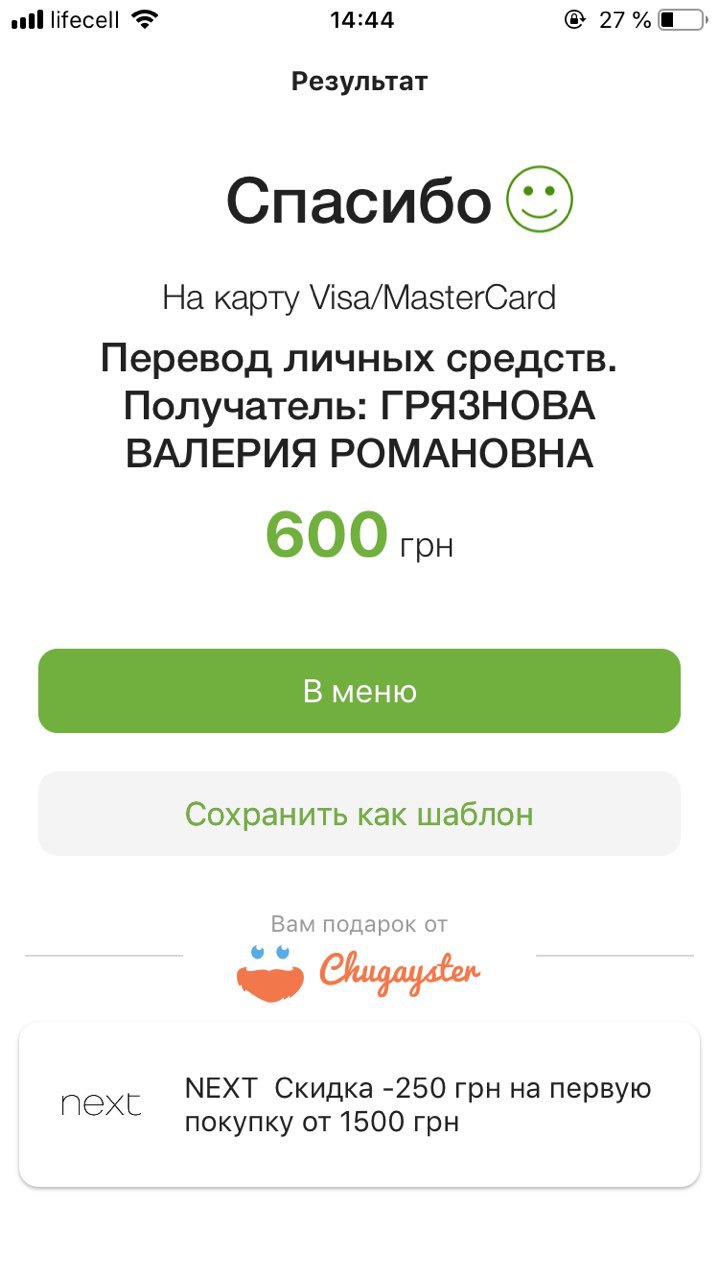 lifecell 14:44 27 %
Результат
Спасибо
На карту Visa/MasterCard
Перевод личных средств.
Получатель: ГРЯЗНОВА
ВАЛЕРИЯ РОМАНОВНА
600 грн
В меню
Сохранить как шаблон
Вам подарок от
Chugayster
next
NEXT Скидка -250 грн на первую
покупку от 1500 грн